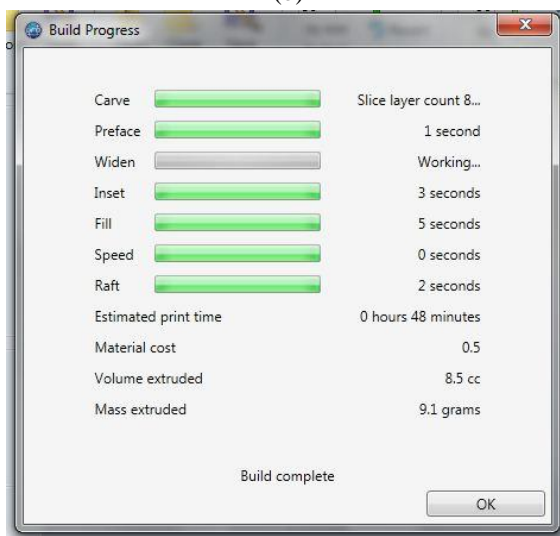 Build Progress
Carve Slice layer count 8...
Preface 1 second
Widen Working...
Inset 3 seconds
Fill 5 seconds
Speed 0 seconds
Raft 2 seconds
Estimated print time 0 hours 48 minutes
Material cost 0.5
Volume extruded 8.5 cc
Mass extruded 9.1 grams
Build complete
OK